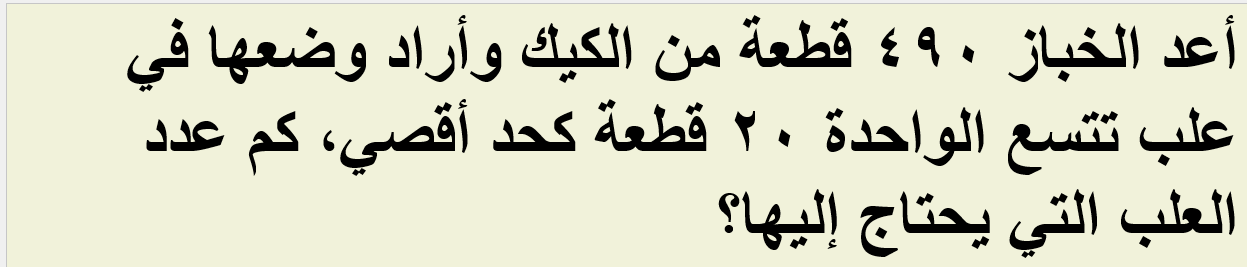 أعد الخباز ٤٩٠ قطعة من الكيك وأراد وضعها في
علب تتسع الواحدة ٢٠ قطعة كحد أقصي، كم عدد
العلب التي يحتاج إليها؟